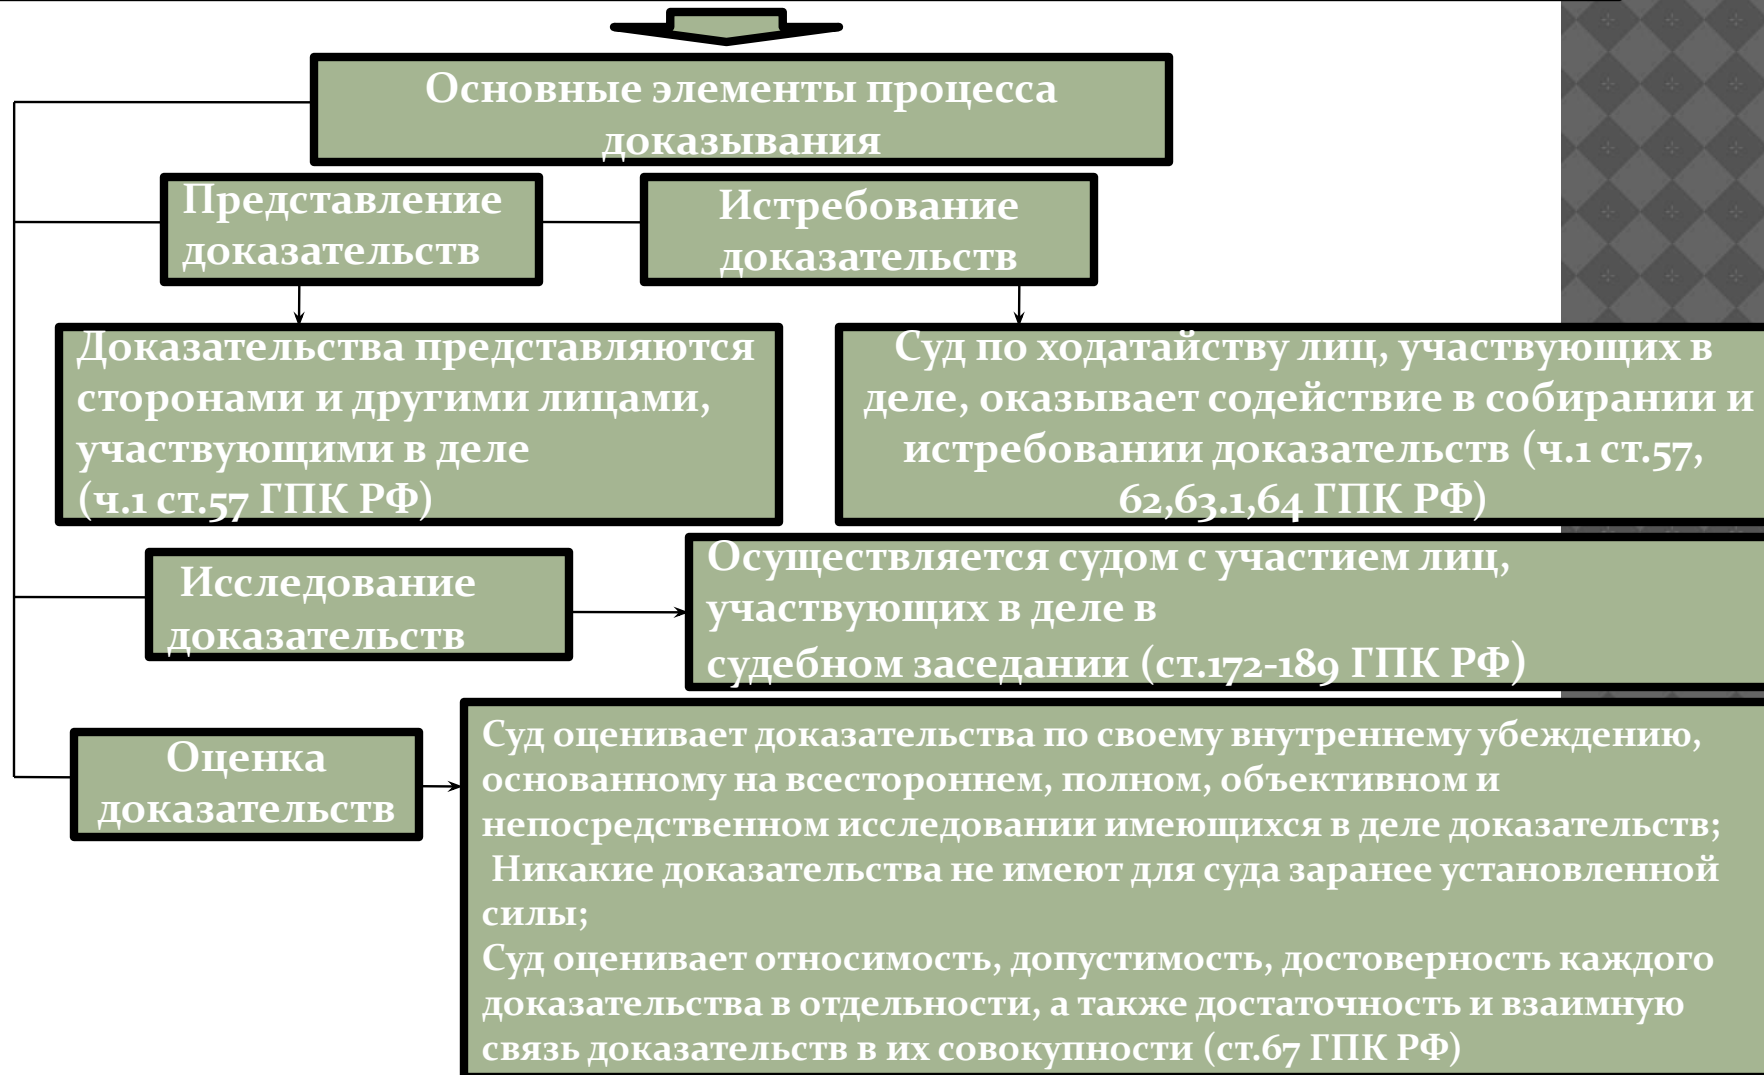 Основные элементы процесса
доказывания
Представление
доказательств
Истребование
доказательств
Доказательства представляются
сторонами и другими лицами,
участвующими в деле
(ч.1 ст.57 ГПК РФ)
Суд по ходатайству лиц, участвующих в
деле, оказывает содействие в собирании и
истребовании доказательств (ч.1 ст.57,
62,63.1,64 ГПК РФ)
Исследование
доказательств
Осуществляется судом с участием лиц,
участвующих в деле в
судебном заседании (ст.172-189 ГПК РФ)
Оценка
доказательств
Суд оценивает доказательства по своему внутреннему убеждению,
основанному на всестороннем, полном, объективном и
непосредственном исследовании имеющихся в деле доказательств;
Никакие доказательства не имеют для суда заранее установленной
силы;
Суд оценивает относимость, допустимость, достоверность каждого
доказательства в отдельности, а также достаточность и взаимную
связь доказательств в их совокупности (ст.67 ГПК РФ)